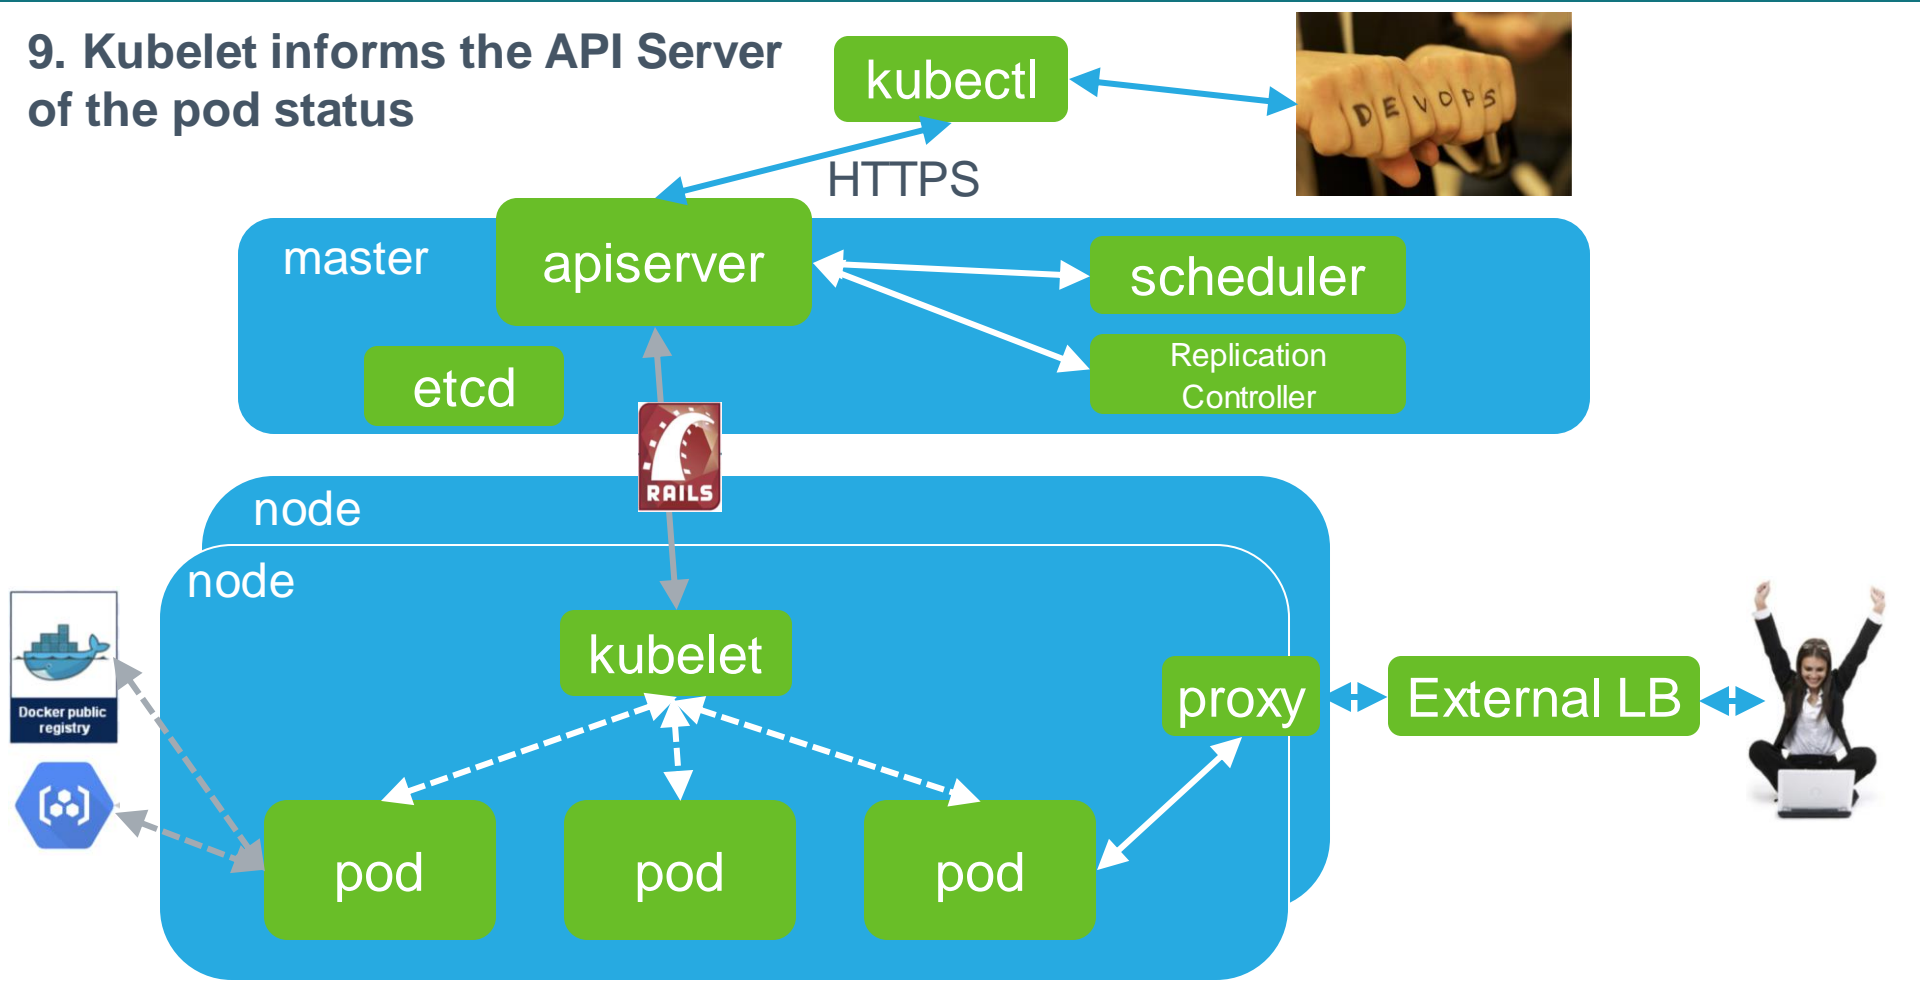 9. Kubelet informs the API Server
of the pod status
kubectl
DEVOPS
HTTPS
master
apiserver
scheduler
Replication
Controller
etcd
RAILS
node
node
kubelet
Docker public
registry
proxy
External LB
pod
pod
pod